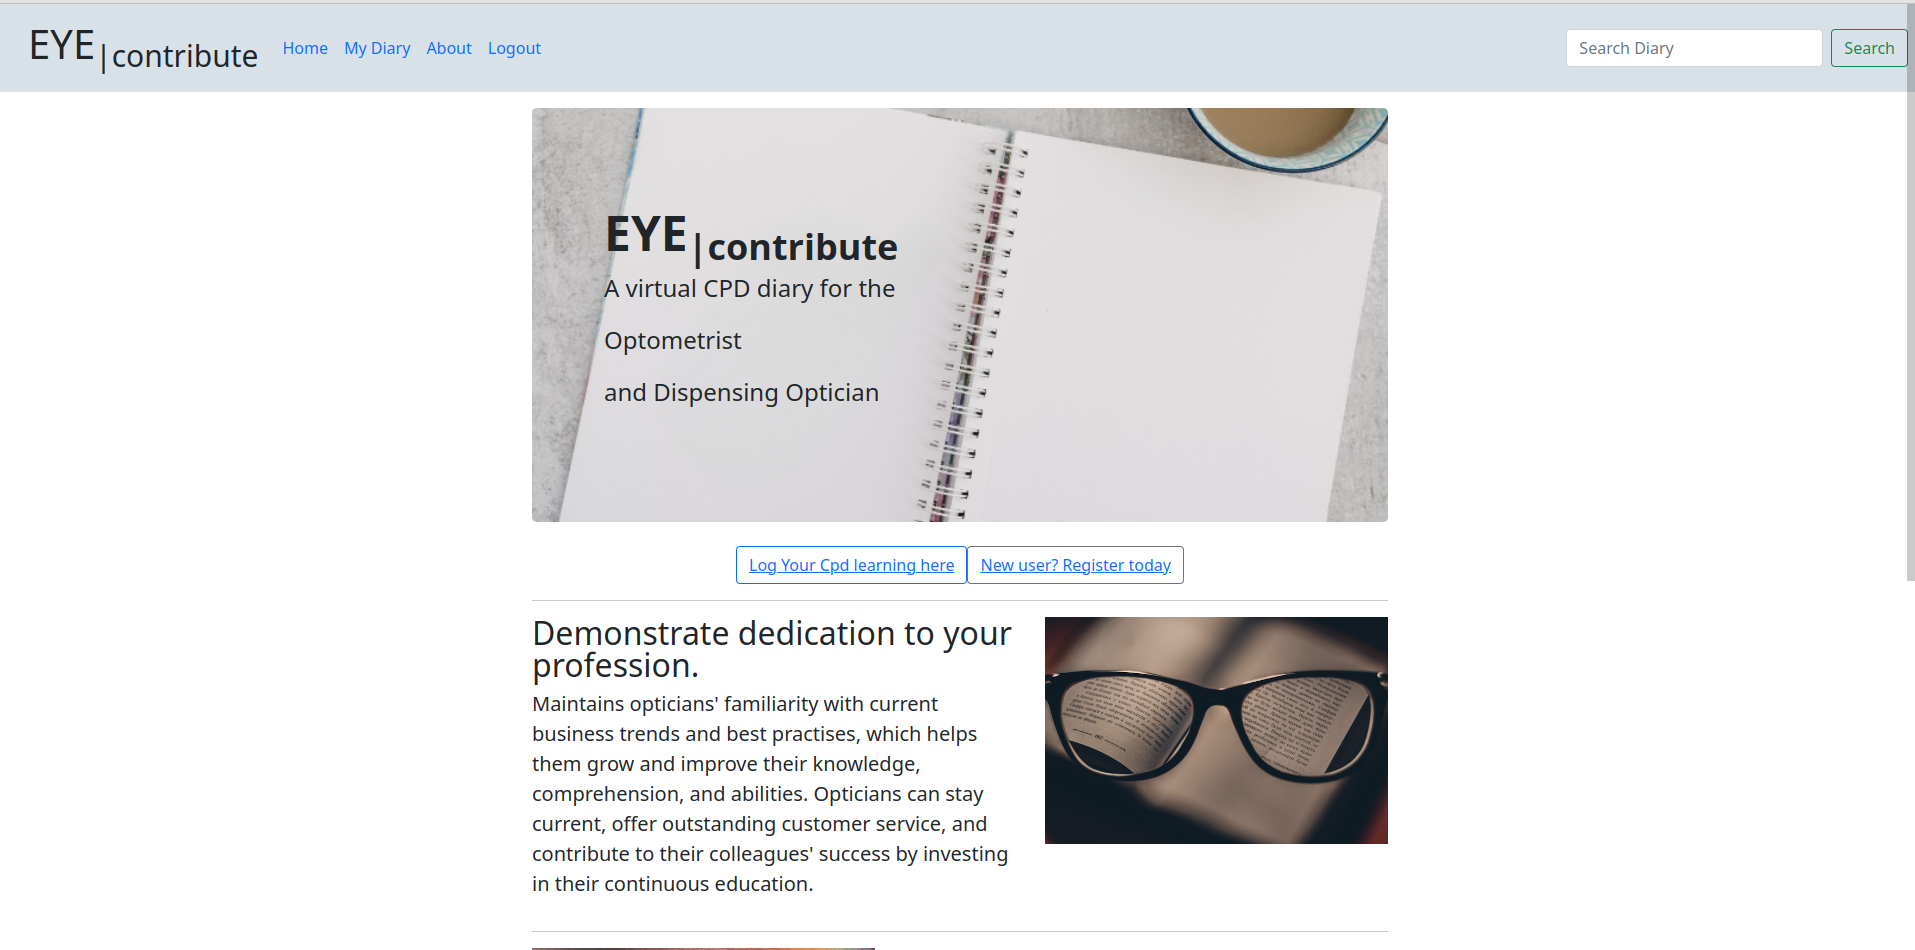 EYE|contribute Home My Diary About Logout Search Diary Search
EYE|contribute
A virtual CPD diary for the
Optometrist
and Dispensing Optician
Log Your Cpd learning here New user? Register today
Demonstrate dedication to your
profession.
Maintains opticians' familiarity with current
business trends and best practises, which helps
them grow and improve their knowledge,
comprehension, and abilities. Opticians can stay
current, offer outstanding customer service, and
contribute to their colleagues' success by investing
in their continuous education.